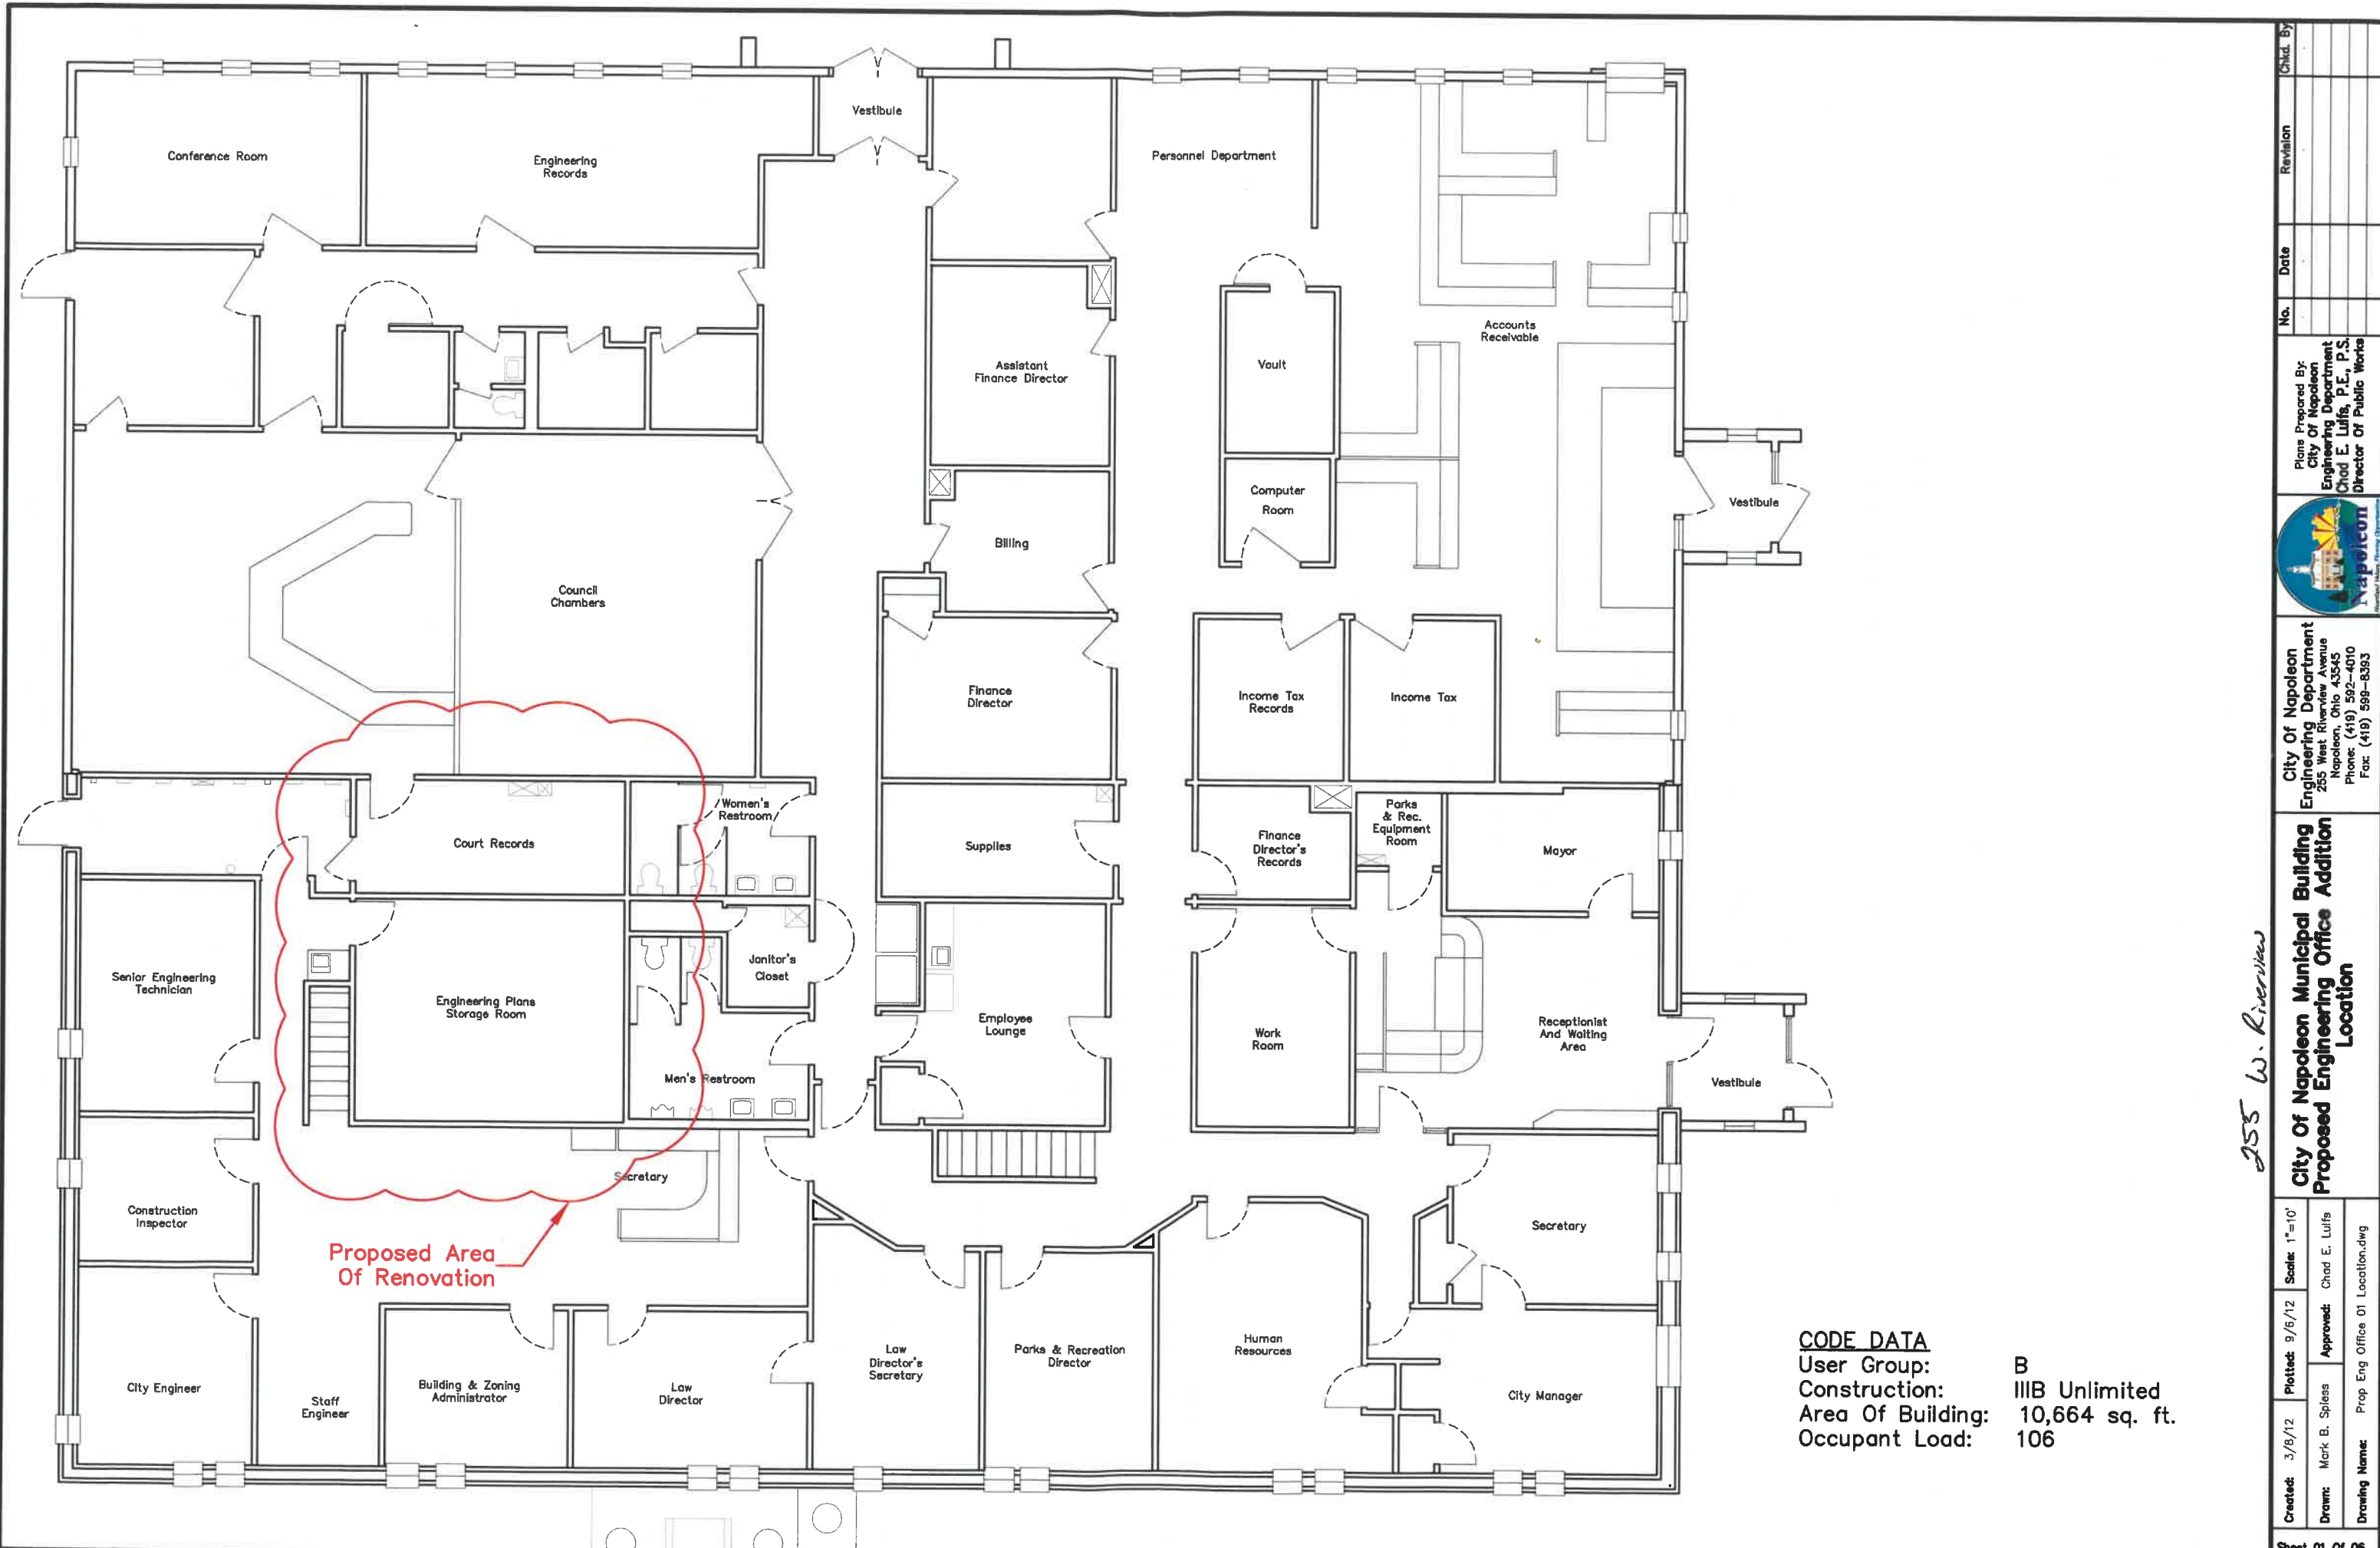 Vestibule
Conference Room
Engineering
Records
Personnel Department
Accounts
Receivable
Assistant
Finance Director
Vault
Computer
Room
Vestibule
Billing
Council
Chambers
Finance
Director
Income Tax
Records
Income Tax
Women's
Restroom
Court Records
Supplies
Finance
Director's
Records
Parks
& Rec.
Equipment
Room
Mayor
Janitor's
Closet
Senior Engineering
Technician
Engineering Plans
Storage Room
Employee
Lounge
Work
Room
Receptionist
And Waiting
Area
Men's Restroom
Vestibule
Secretary
Construction
Inspector
Secretary
Proposed Area
Of Renovation
City Engineer
Staff
Engineer
Building & Zoning
Administrator
Law
Director
Law
Director's
Secretary
Parks & Recreation
Director
Human
Resources
City Manager
CODE DATA
User Group: B
Construction: IIIB Unlimited
Area Of Building: 10,664 sq. ft.
Occupant Load: 106
255 W. Riverview
No. Date Revision Chkd. By
Plans Prepared By:
City Of Napoleon
Engineering Department
Chad E. Lulfs, P.E., P.S.
Director Of Public Works
Napoleon
City Of Napoleon
Engineering Department
255 West Riverview Avenue
Napoleon, Ohio 43545
Phone: (419) 592-4010
Fax: (419) 599-8393
City Of Napoleon Municipal Building
Proposed Engineering Office Addition
Location
Created: 3/8/12 Plotted: 9/6/12 Scale: 1"=10'
Drawn: Mark B. Spiess Approved: Chad E. Lulfs
Drawing Name: Prop Eng Office 01 Location.dwg
Sheet 01 Of 06